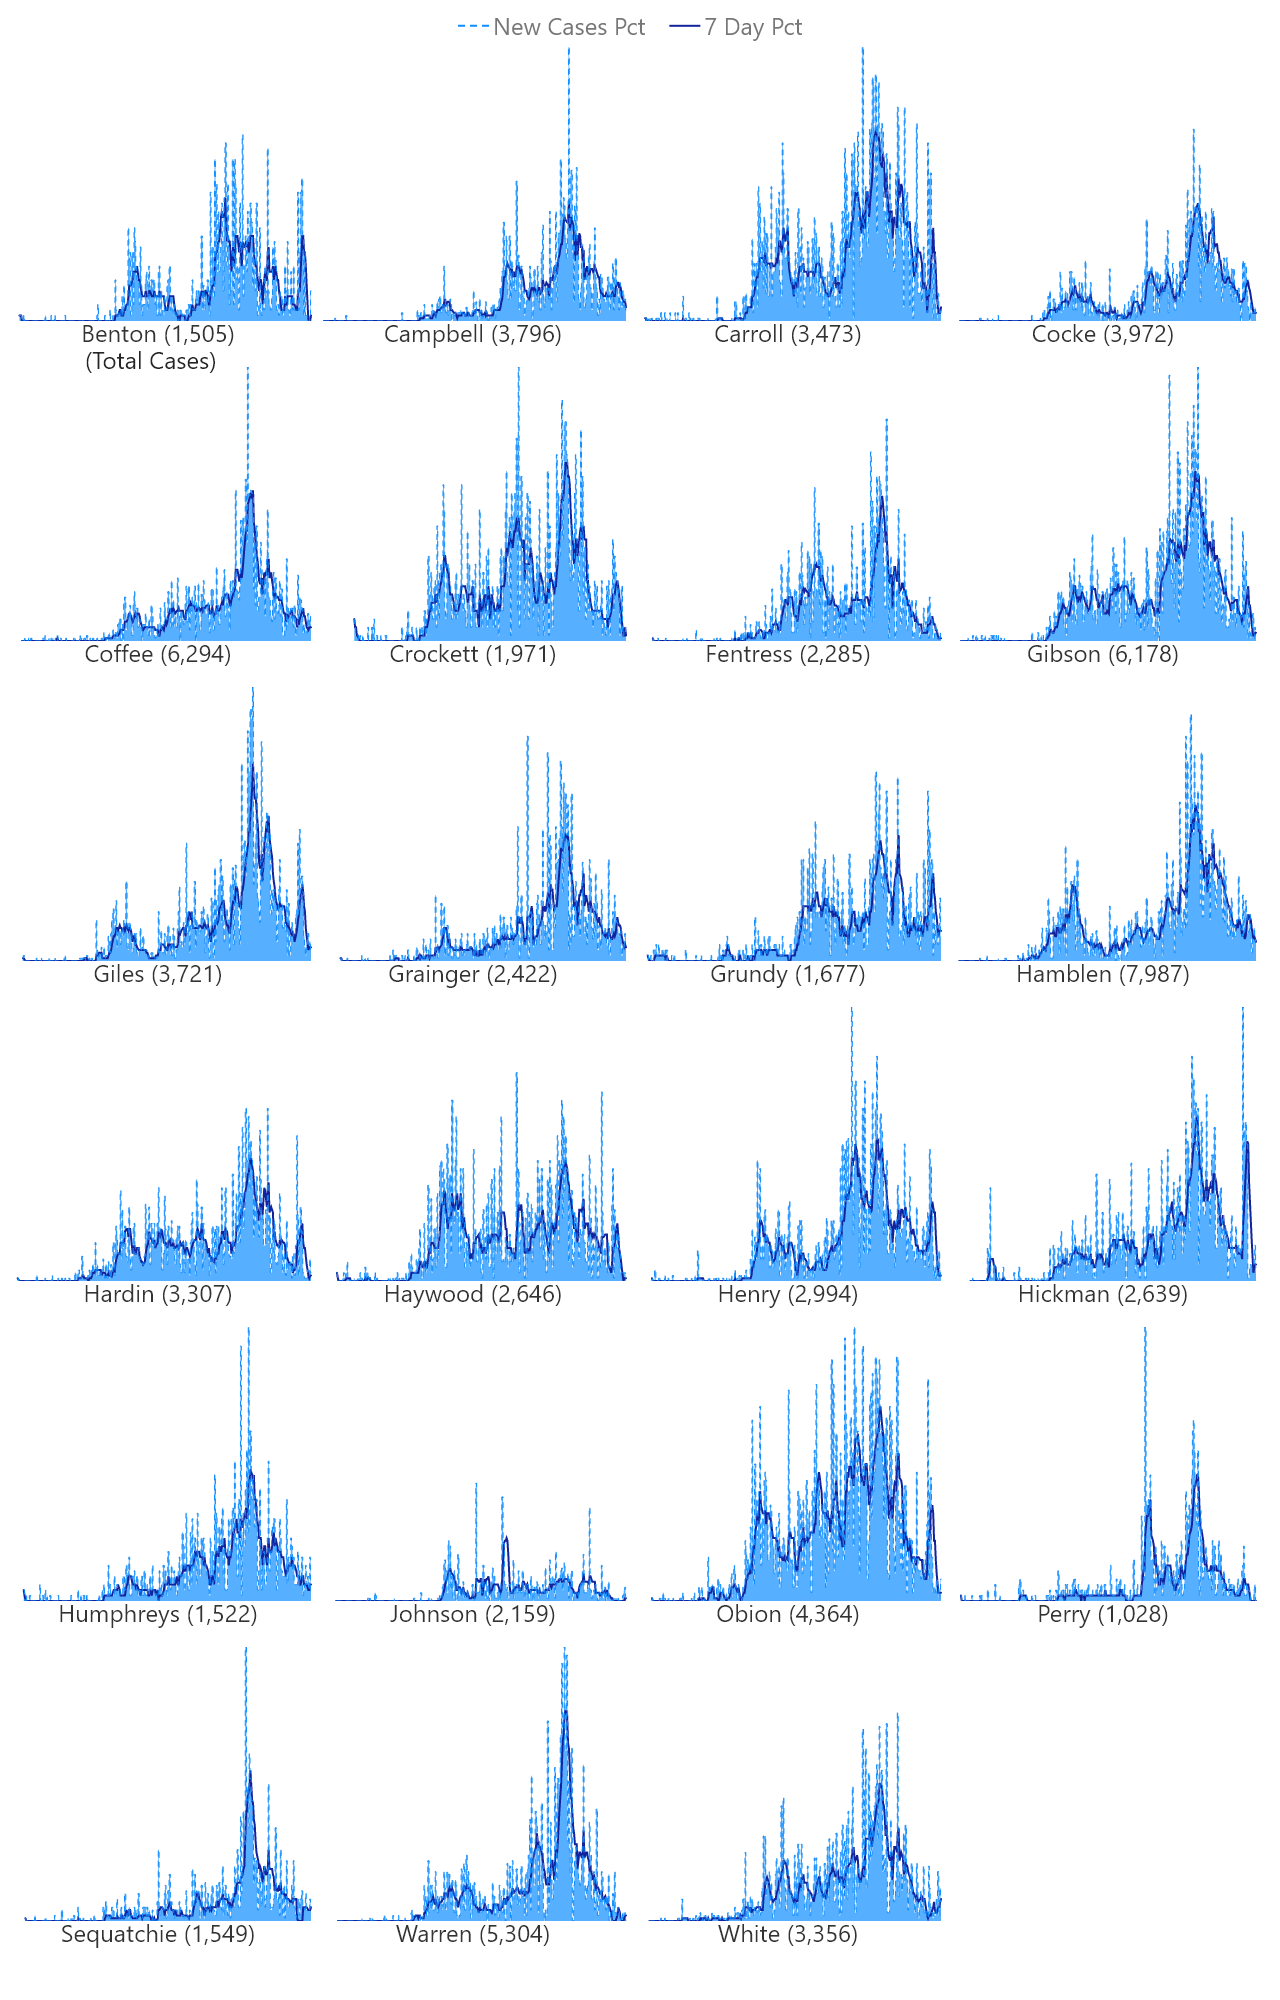 New Cases Pct 7 Day Pct
Benton (1,505) Campbell (3,796) Carroll (3,473) Cocke (3,972)
(Total Cases)
Coffee (6,294) Crockett (1,971) Fentress (2,285) Gibson (6,178)
Giles (3,721) Grainger (2,422) Grundy (1,677) Hamblen (7,987)
Hardin (3,307) Haywood (2,646) Henry (2,994) Hickman (2,639)
Humphreys (1,522) Johnson (2,159) Obion (4,364) Perry (1,028)
Sequatchie (1,549) Warren (5,304) White (3,356)